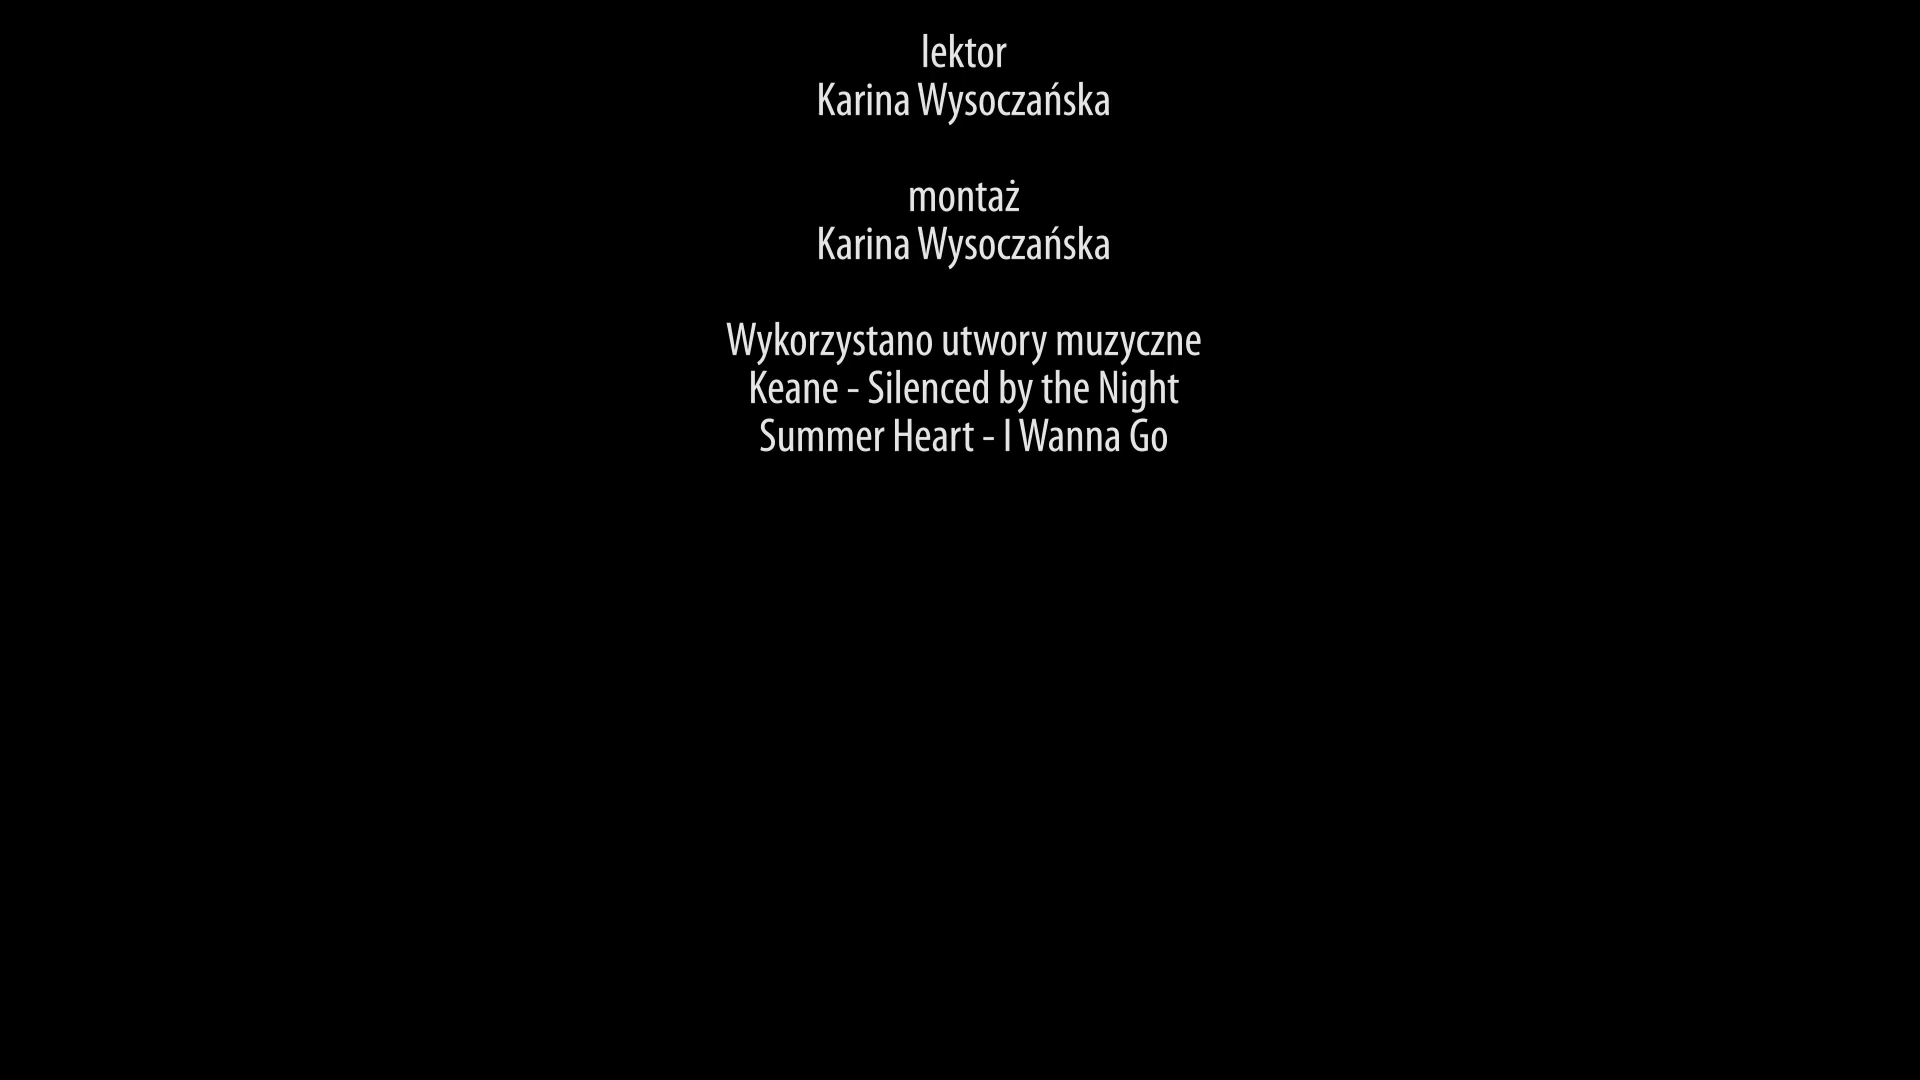 lektor
Karina Wysoczańska
montaż
Karina Wysoczańska
Wykorzystano utwory muzyczne
Keane - Silenced by the Night
Summer Heart - I Wanna Go